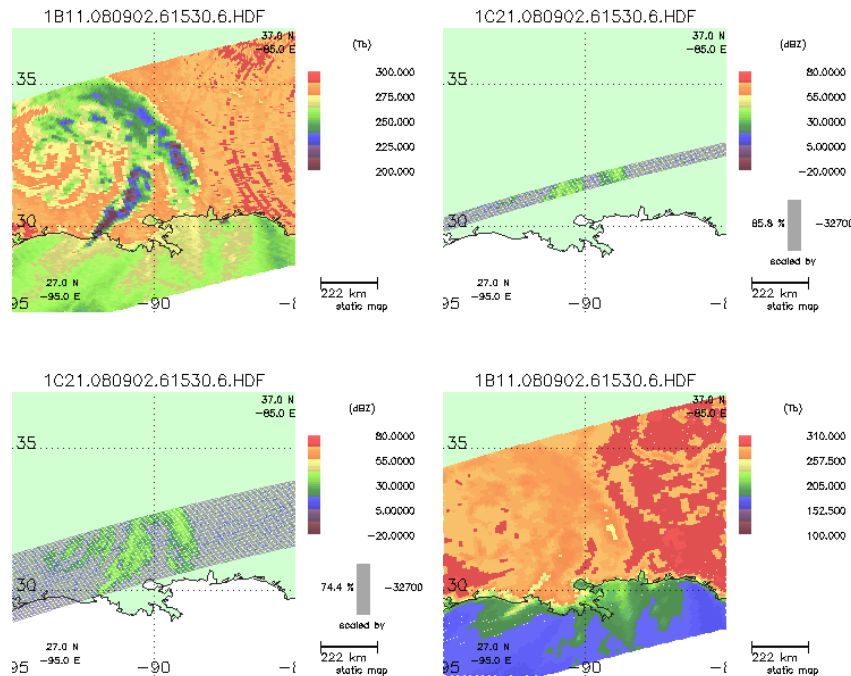 1B11.080902.61530.6.HDF
37.0 N
-85.0 E
(Tb)
35
300.000
275.000
250.000
225.000
200.000
30
27.0 N
-95.0 E
95
-90
-8
222 km
static map
1C21.080902.61530.6.HDF
37.0 N
-85.0 E
(dBZ)
35
80.0000
55.0000
30.0000
5.00000
-20.0000
30
85.8 %
-32700
scaled by
27.0 N
-95.0 E
95
-90
-8
222 km
static map
1C21.080902.61530.6.HDF
37.0 N
-85.0 E
(dBZ)
35
80.0000
55.0000
30.0000
5.00000
-20.0000
30
74.4 %
-32700
scaled by
27.0 N
-95.0 E
95
-90
-8
222 km
static map
1B11.080902.61530.6.HDF
37.0 N
-85.0 E
(Tb)
35
310.000
257.500
205.000
152.500
100.000
30
27.0 N
-95.0 E
95
-90
-8
222 km
static map